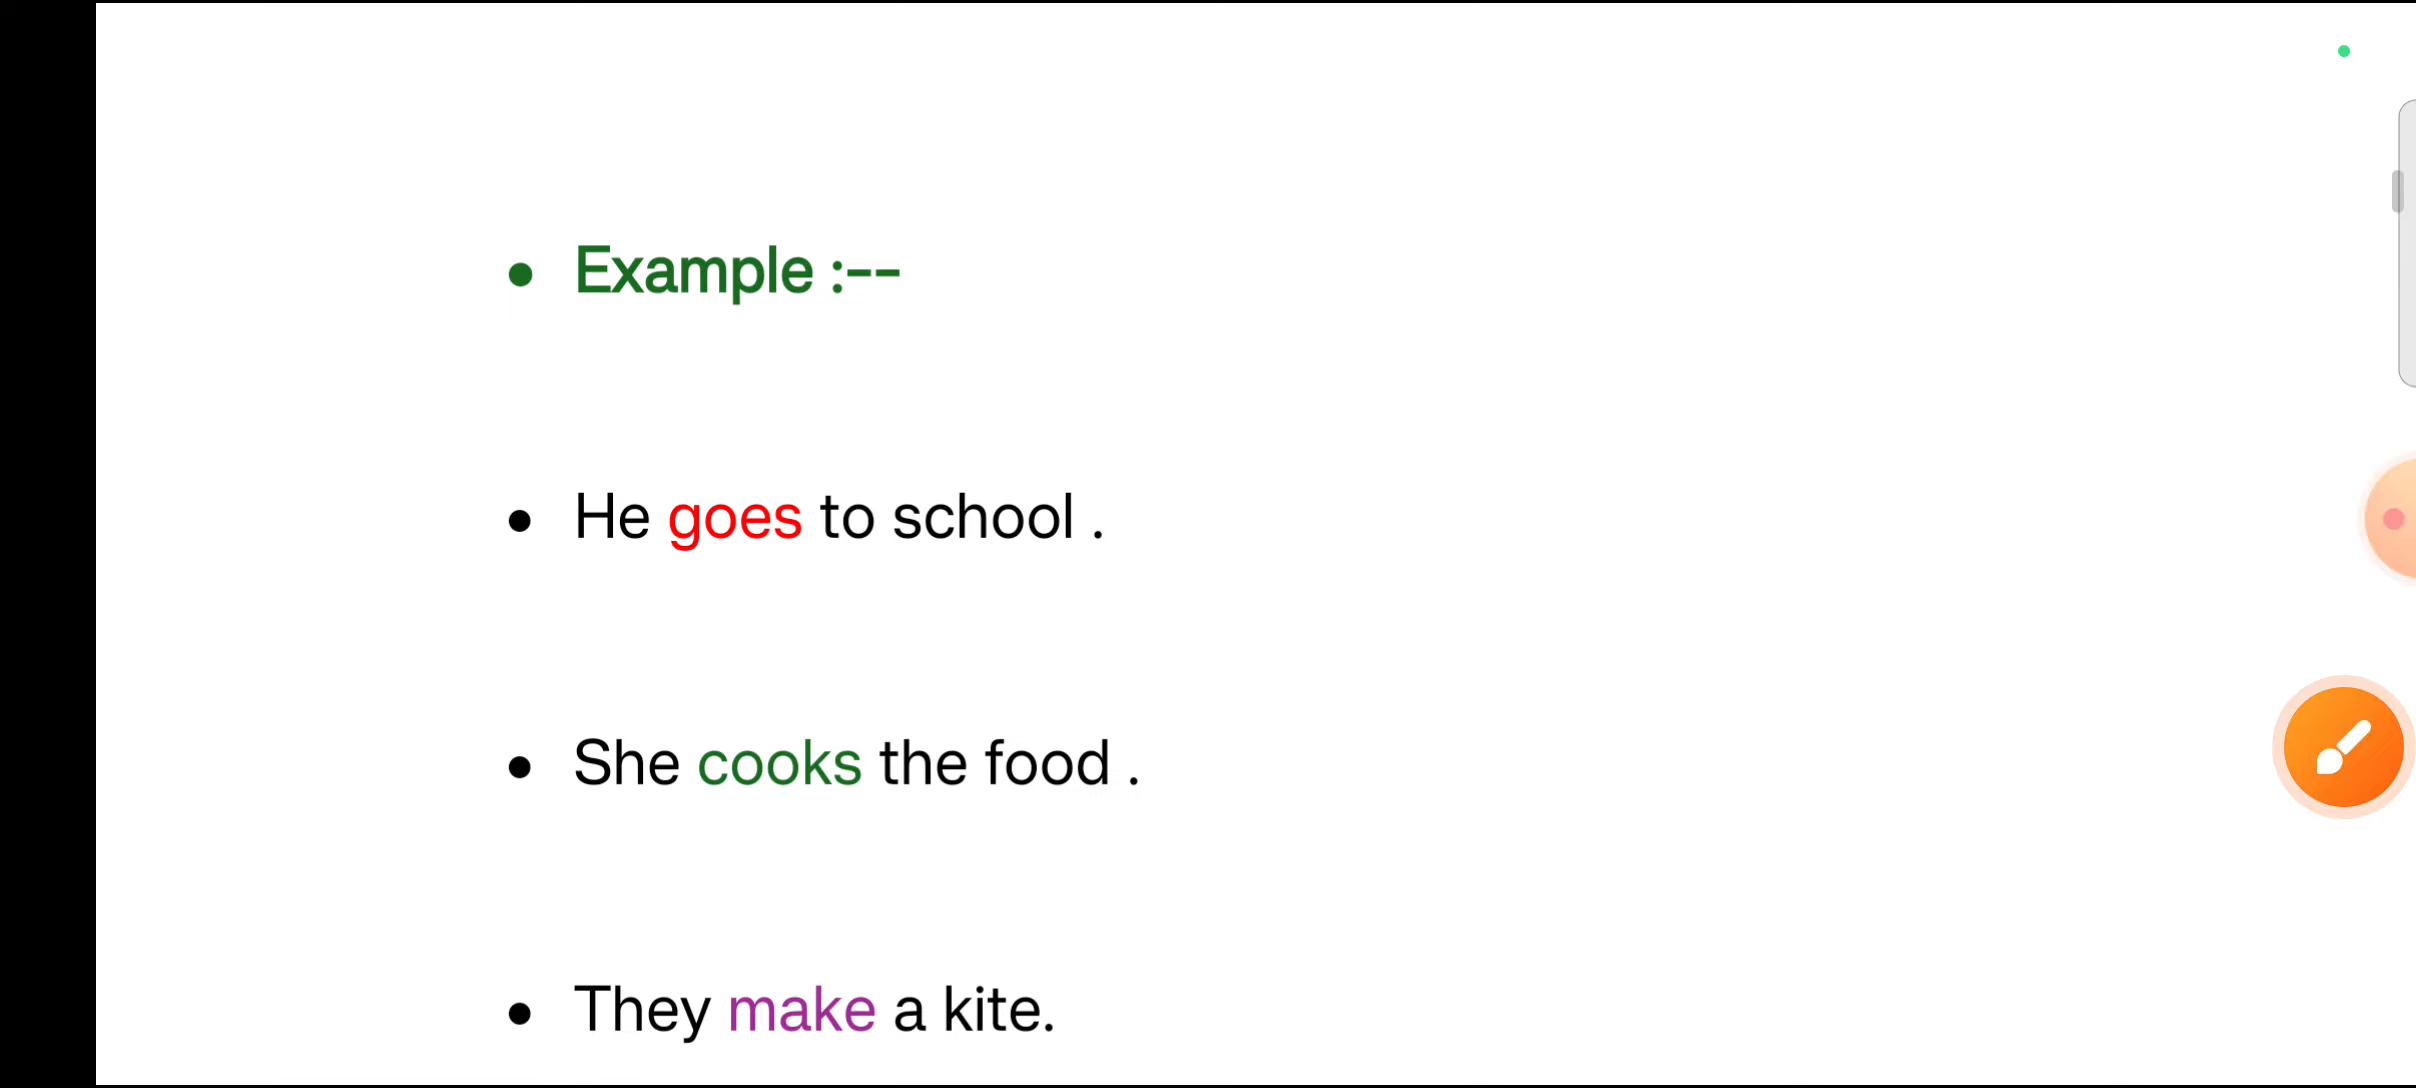 • Example :--
• He goes to school .
• She cooks the food .
• They make a kite.